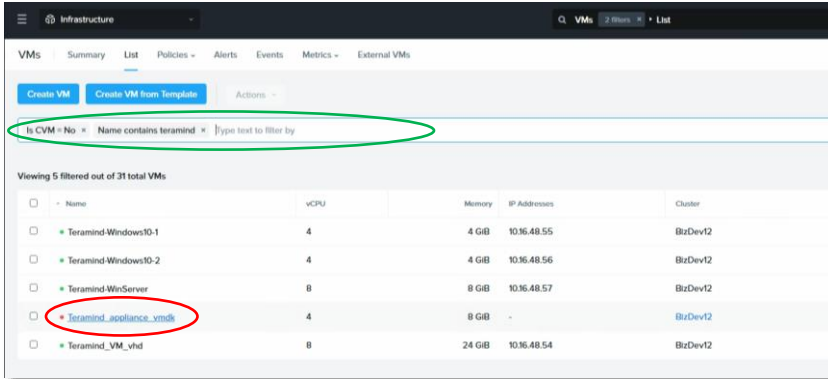 Infrastructure
VMs 2 filters × List
VMs Summary List Policies Alerts Events Metrics External VMs
Create VM Create VM from Template Actions
Is CVM = No × Name contains teramind × Type text to filter by
Viewing 5 filtered out of 31 total VMs
Name vCPU Memory IP Addresses Cluster
Teramind-Windows10-1 4 4 GiB 10.16.48.55 BizDev12
Teramind-Windows10-2 4 4 GiB 10.16.48.56 BizDev12
Teramind-WinServer 8 8 GiB 10.16.48.57 BizDev12
Teramind_appliance_vmdk 4 8 GiB - BizDev12
Teramind_VM_vhd 8 24 GiB 10.16.48.54 BizDev12